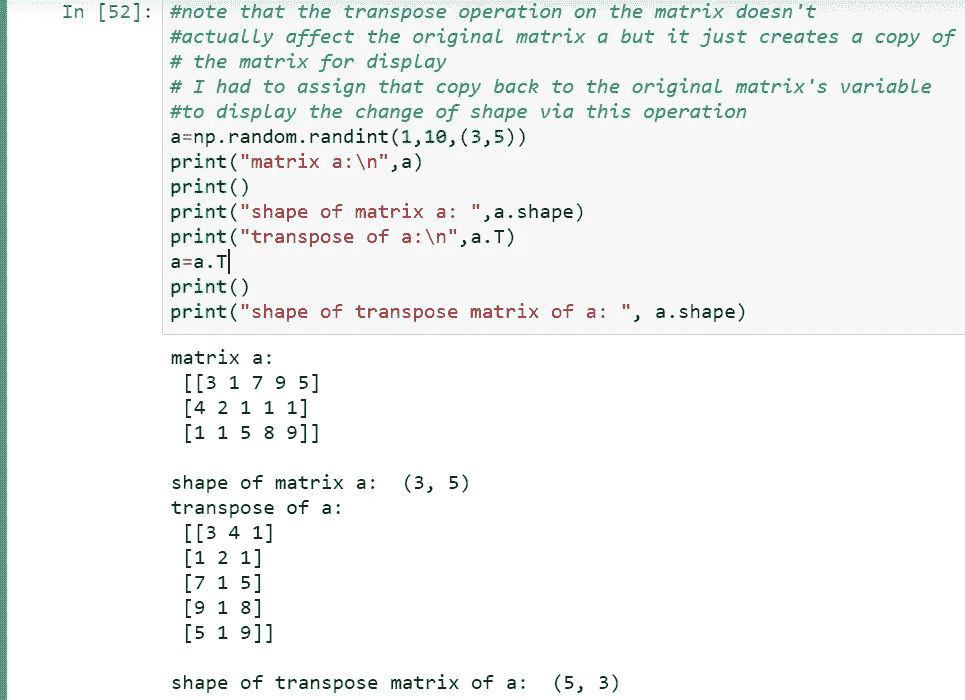 In [52]: #note that the transpose operation on the matrix doesn't
#actually affect the original matrix a but it just creates a copy of
# the matrix for display
# I had to assign that copy back to the original matrix's variable
#to display the change of shape via this operation
a=np.random.randint(1,10,(3,5))
print("matrix a:\n",a)
print()
print("shape of matrix a: ",a.shape)
print("transpose of a:\n",a.T)
a=a.T
print()
print("shape of transpose matrix of a: ", a.shape)
matrix a:
[[3 1 7 9 5]
[4 2 1 1 1]
[1 1 5 8 9]]
shape of matrix a:  (3, 5)
transpose of a:
[[3 4 1]
[1 2 1]
[7 1 5]
[9 1 8]
[5 1 9]]
shape of transpose matrix of a:  (5, 3)